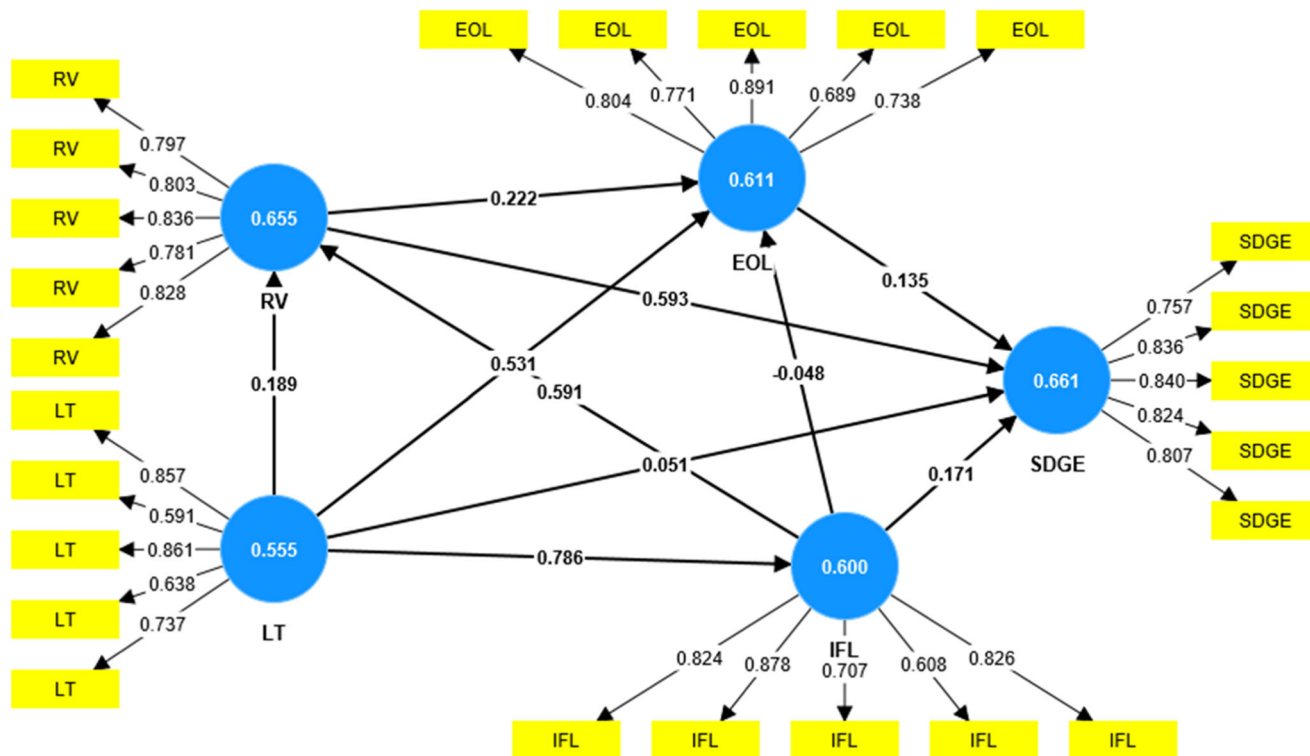 EOL EOL EOL EOL EOL
0.804 0.771 0.891 0.689 0.738
RV
RV
RV
RV
RV
0.797
0.803
0.836
0.781
0.828
0.655
RV
0.222
0.611
EOL
0.135
0.593
0.531
0.591
-0.048
0.189
0.051
0.171
0.786
SDGE
SDGE
SDGE
SDGE
SDGE
0.757
0.836
0.840
0.824
0.807
0.661
SDGE
LT
LT
LT
LT
LT
0.857
0.591
0.861
0.638
0.737
0.555
LT
0.600
IFL
0.824 0.878 0.707 0.608 0.826
IFL IFL IFL IFL IFL